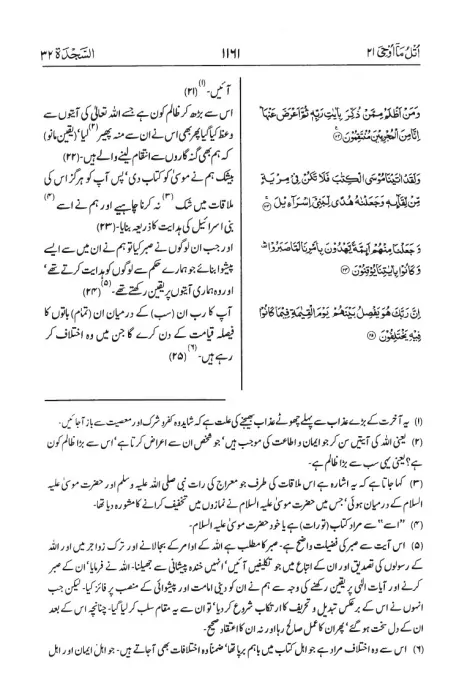 اتل ما اوحی ۲۱
۱۱۶۱
السجدة ۳۲
آئیں۔(۱) (۲۱)
وَمَنْ أَظْلَمُ مِمَّنْ ذُكِّرَ بِآيٰتِ رَبِّهٖ ثُمَّ أَعْرَضَ عَنْهَا
إِنَّا مِنَ الْمُجْرِمِيْنَ مُنْتَقِمُوْنَ ۲۲
اس سے بڑھ کر ظالم کون ہے جسے اللہ تعالیٰ کی آیتوں سے
وعظ کیا گیا پھر بھی اس نے ان سے منہ پھیر لیا،(۲) (یقین مانو)
کہ ہم بھی گنہ گاروں سے انتقام لینے والے ہیں۔ (۲۲)
وَلَقَدْ اٰتَيْنَا مُوْسَى الْكِتٰبَ فَلَا تَكُنْ فِيْ مِرْيَةٍ
مِّنْ لِّقَآئِهٖ وَجَعَلْنٰهُ هُدًى لِّبَنِيْٓ اِسْرَآءِيْلَ ۲۳
بیشک ہم نے موسیٰ کو کتاب دی، پس آپ کو ہرگز اس کی
ملاقات میں شک(۳) نہ کرنا چاہیے اور ہم نے اسے(۴)
بنی اسرائیل کی ہدایت کا ذریعہ بنایا۔ (۲۳)
وَجَعَلْنَا مِنْهُمْ اَئِمَّةً يَّهْدُوْنَ بِاَمْرِنَا لَمَّا صَبَرُوْا
وَكَانُوْا بِاٰيٰتِنَا يُوْقِنُوْنَ ۲۴
اور جب ان لوگوں نے صبر کیا تو ہم نے ان میں سے ایسے
پیشوا بنائے جو ہمارے حکم سے لوگوں کو ہدایت کرتے تھے،
اور وہ ہماری آیتوں پر یقین رکھتے تھے۔(۵) (۲۴)
اِنَّ رَبَّكَ هُوَ يَفْصِلُ بَيْنَهُمْ يَوْمَ الْقِيٰمَةِ فِيْمَا كَانُوْا
فِيْهِ يَخْتَلِفُوْنَ ۲۵
آپ کا رب ان (سب) کے درمیان ان (تمام) باتوں کا
فیصلہ قیامت کے دن کرے گا جن میں وہ اختلاف کر
رہے ہیں۔(۶) (۲۵)
(۱) یہ آخرت کے بڑے عذاب سے پہلے چھوٹے عذاب بھیجنے کی علت ہے کہ شاید وہ کفر و شرک اور معصیت سے باز آجائیں۔
(۲) یعنی اللہ کی آیتیں سن کر جو ایمان و اطاعت کی موجب ہیں، جو شخص ان سے اعراض کرتا ہے، اس سے بڑا ظالم کون
ہے؟ یعنی یہی سب سے بڑا ظالم ہے۔
(۳) کہا جاتا ہے کہ یہ اشارہ ہے اس ملاقات کی طرف جو معراج کی رات نبی صلی اللہ علیہ وسلم اور حضرت موسیٰ علیہ
السلام کے درمیان ہوئی، جس میں حضرت موسیٰ علیہ السلام نے نمازوں میں تخفیف کرانے کا مشورہ دیا تھا۔
(۴) ”اسے“ سے مراد کتاب (تورات) ہے یا خود حضرت موسیٰ علیہ السلام۔
(۵) اس آیت سے صبر کی فضیلت واضح ہے۔ صبر کا مطلب ہے اللہ کے اوامر کے بجا لانے اور ترک زواجر میں اور اللہ
کے رسولوں کی تصدیق اور ان کے اتباع میں جو تکلیفیں آئیں، انہیں خندہ پیشانی سے جھیلنا۔ اللہ نے فرمایا، ان کے صبر
کرنے اور آیات الٰہی پر یقین رکھنے کی وجہ سے ہم نے ان کو دینی امامت اور پیشوائی کے منصب پر فائز کیا۔ لیکن جب
انہوں نے اس کے برعکس تبدیل و تحریف کا ارتکاب شروع کر دیا، تو ان سے یہ مقام سلب کر لیا گیا۔ چنانچہ اس کے بعد
ان کے دل سخت ہو گئے، پھر ان کا عمل صالح رہا اور نہ ان کا اعتقاد صحیح۔
(۶) اس سے وہ اختلاف مراد ہے جو اہل کتاب میں باہم برپا تھا، ضمناً وہ اختلافات بھی آجاتے ہیں۔ جو اہل ایمان اور اہل